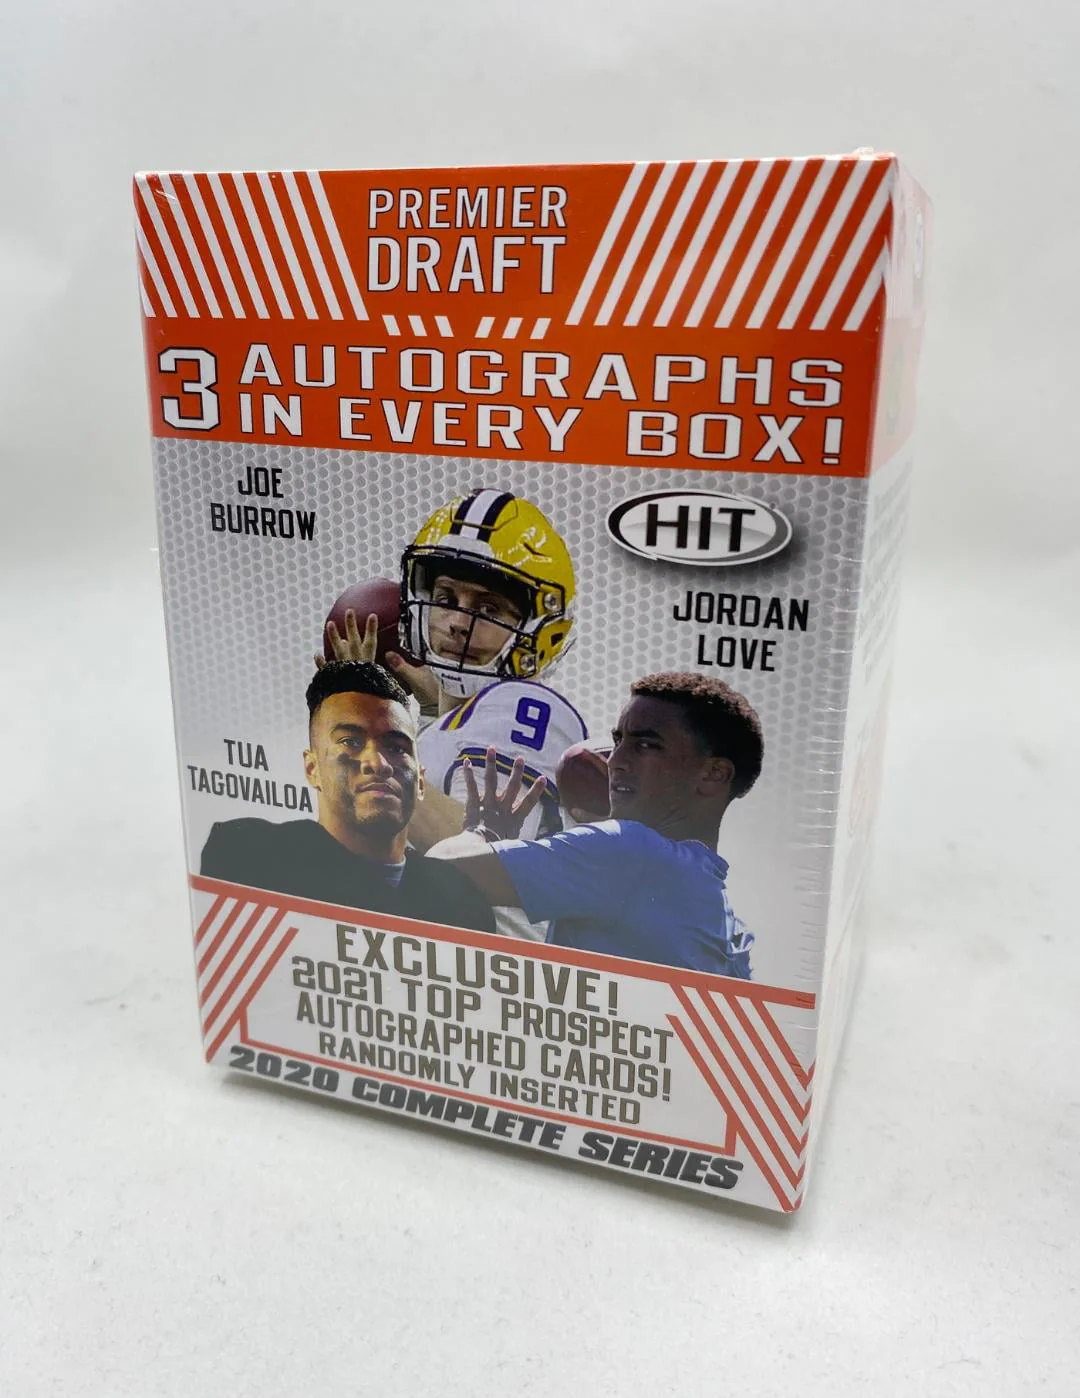 PREMIER
DRAFT
3 AUTOGRAPHS
IN EVERY BOX!
JOE
BURROW
HIT
JORDAN
LOVE
9
TUA
TAGOVAILOA
EXCLUSIVE!
2021 TOP PROSPECT
AUTOGRAPHED CARDS!
RANDOMLY INSERTED
2020 COMPLETE SERIES